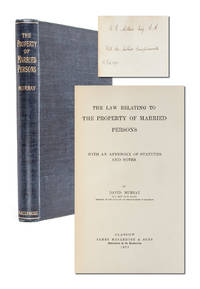 THE
PROPERTY
OF
MARRIED
PERSONS
MURRAY
MACLEHOSE
With the Author's Compliments
THE LAW RELATING TO
THE PROPERTY OF MARRIED
PERSONS
WITH AN APPENDIX OF STATUTES
AND NOTES
BY
DAVID MURRAY
GLASGOW
JAMES MACLEHOSE & SONS